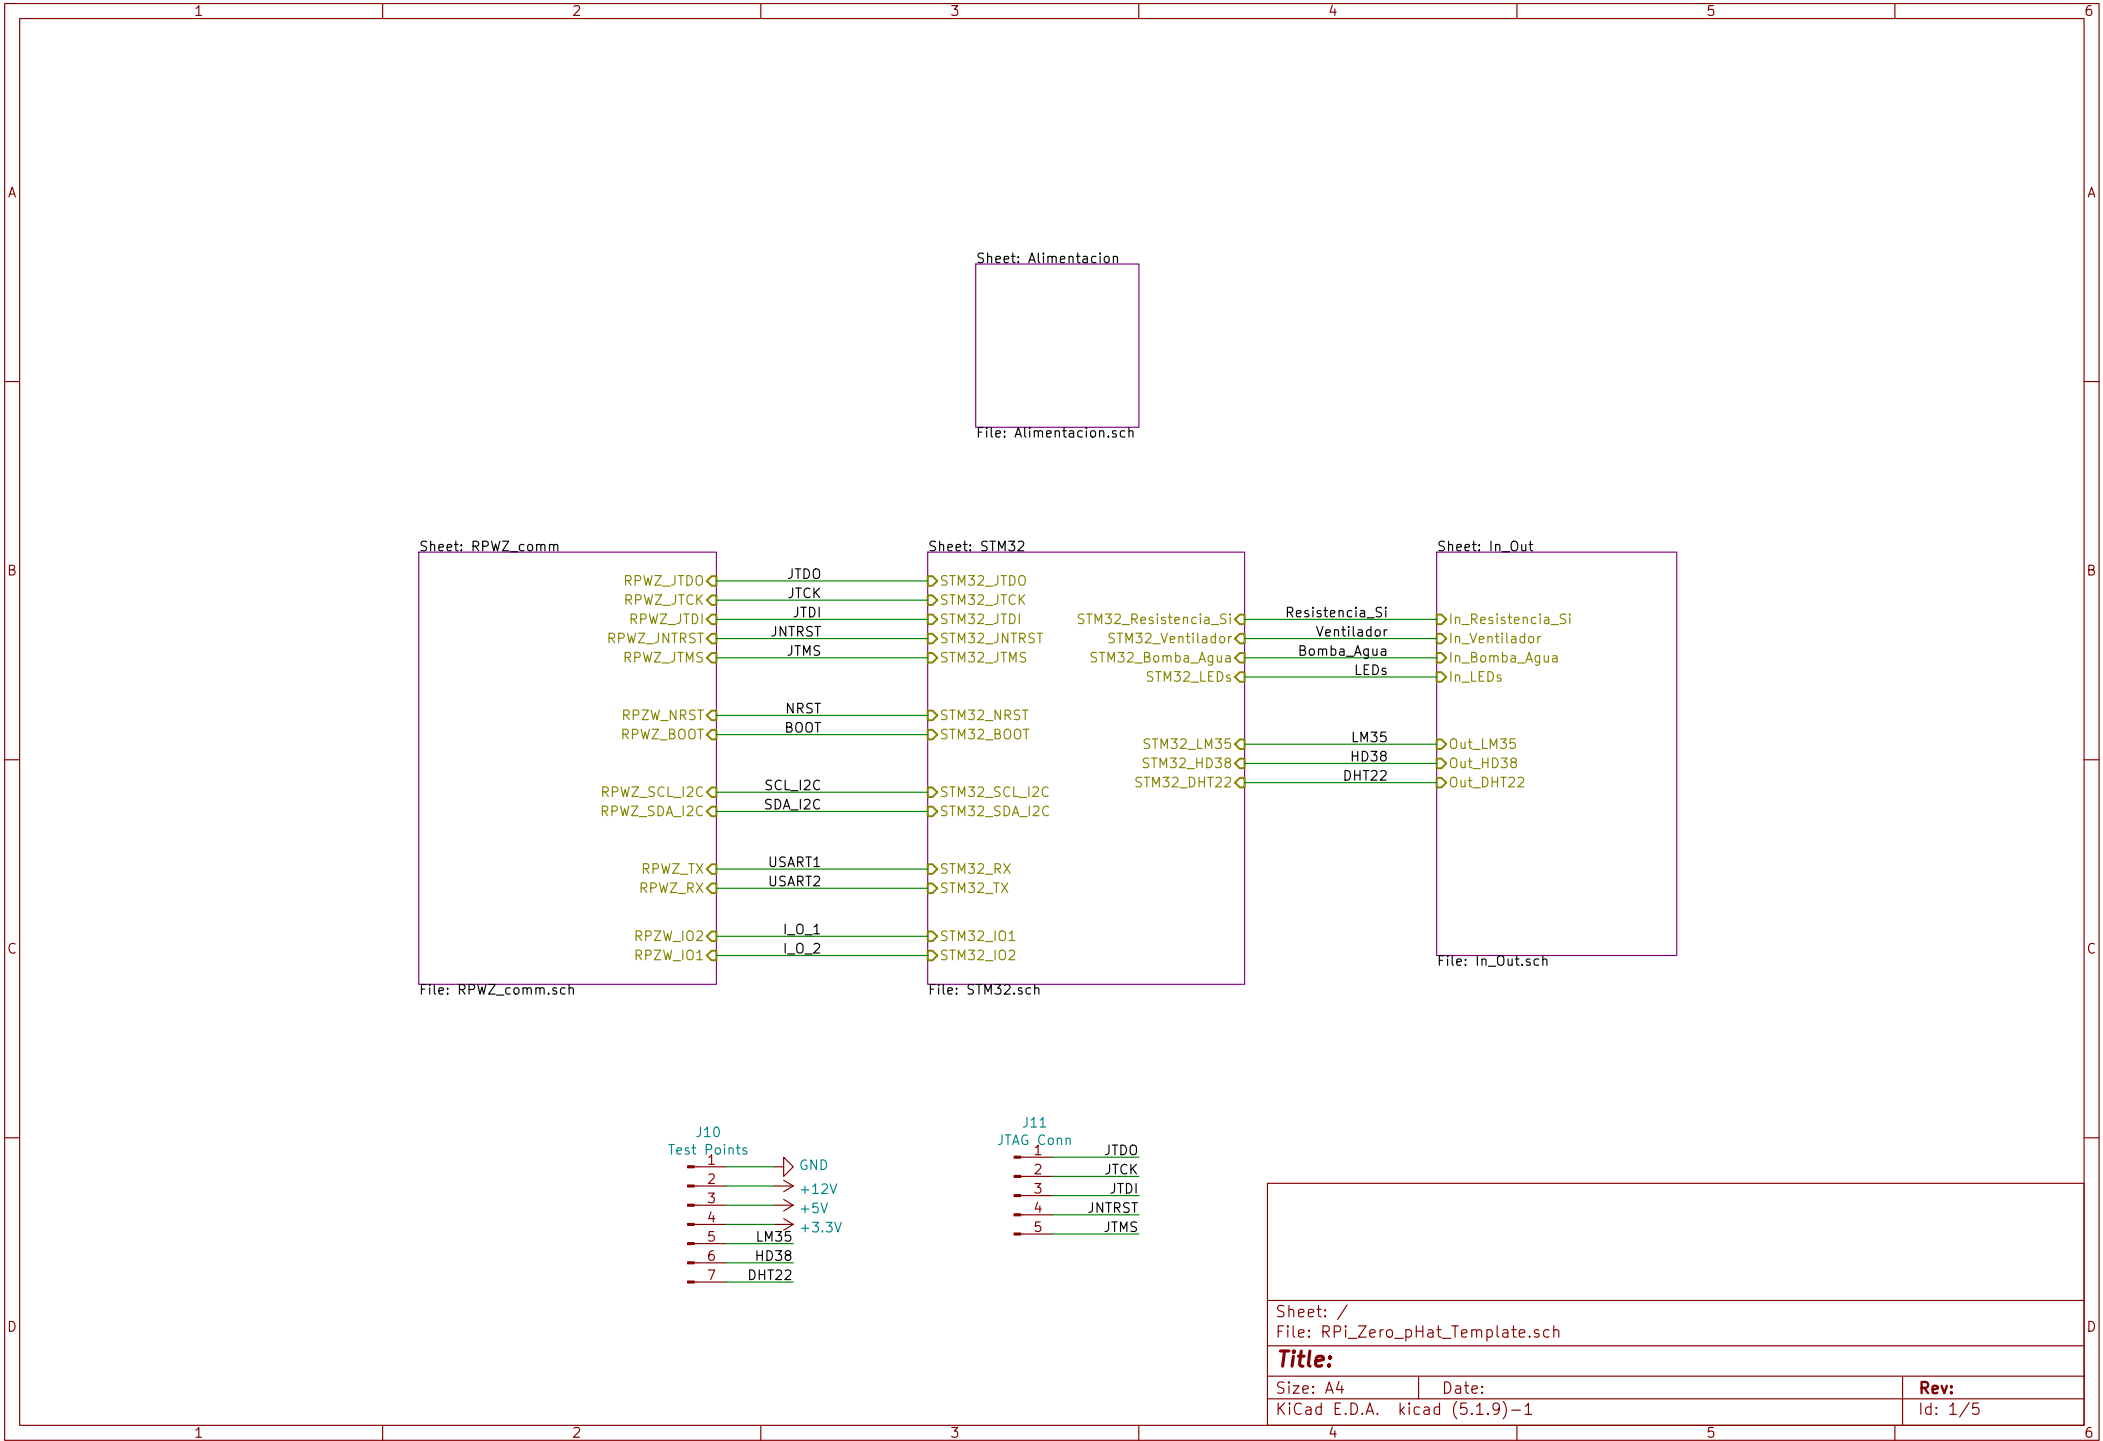 1 2 3 4 5 6
A A
Sheet: Alimentacion
File: Alimentacion.sch
B B
Sheet: RPWZ_comm
RPWZ_JTDO
RPWZ_JTCK
RPWZ_JTDI
RPWZ_JNTRST
RPWZ_JTMS
RPZW_NRST
RPWZ_BOOT
RPWZ_SCL_I2C
RPWZ_SDA_I2C
RPWZ_TX
RPWZ_RX
RPZW_IO2
RPZW_IO1
File: RPWZ_comm.sch
JTDO
JTCK
JTDI
JNTRST
JTMS
NRST
BOOT
SCL_I2C
SDA_I2C
USART1
USART2
I_O_1
I_O_2
Sheet: STM32
STM32_JTDO
STM32_JTCK
STM32_JTDI
STM32_JNTRST
STM32_JTMS
STM32_NRST
STM32_BOOT
STM32_SCL_I2C
STM32_SDA_I2C
STM32_RX
STM32_TX
STM32_IO1
STM32_IO2
STM32_Resistencia_Si
STM32_Ventilador
STM32_Bomba_Agua
STM32_LEDs
STM32_LM35
STM32_HD38
STM32_DHT22
File: STM32.sch
Resistencia_Si
Ventilador
Bomba_Agua
LEDs
LM35
HD38
DHT22
Sheet: In_Out
In_Resistencia_Si
In_Ventilador
In_Bomba_Agua
In_LEDs
Out_LM35
Out_HD38
Out_DHT22
File: In_Out.sch
C C
J10
Test Points
1 GND
2 +12V
3 +5V
4 +3.3V
5 LM35
6 HD38
7 DHT22
J11
JTAG Conn
1 JTDO
2 JTCK
3 JTDI
4 JNTRST
5 JTMS
D D
Sheet: /
File: RPi_Zero_pHat_Template.sch
Title:
Size: A4 Date: Rev:
KiCad E.D.A. kicad (5.1.9)-1 Id: 1/5
1 2 3 4 5 6